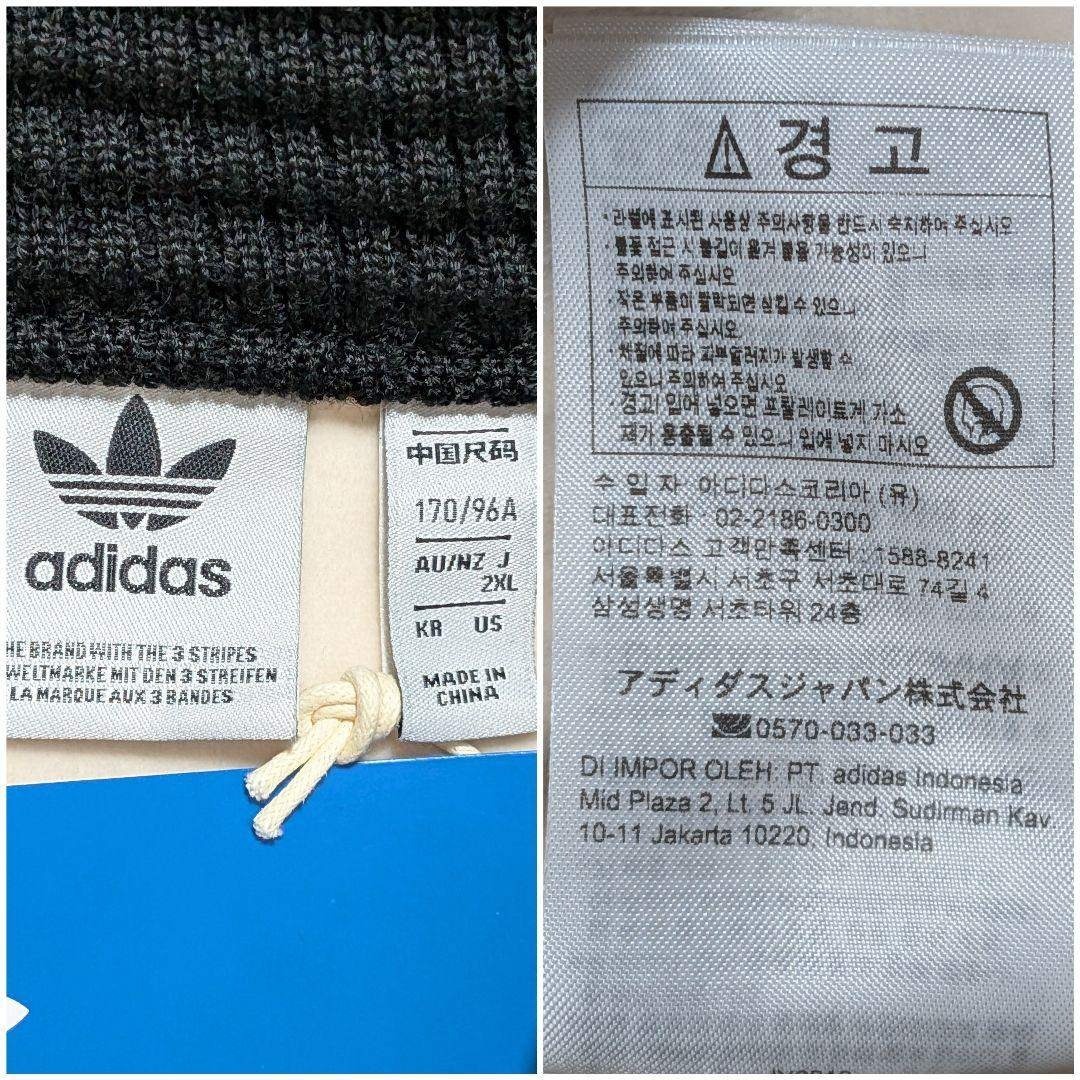 adidas
THE BRAND WITH THE 3 STRIPES
WELTMARKE MIT DEN 3 STREIFEN
LA MARQUE AUX 3 BANDES
中国尺码
170/96A
AU/NZ J
2XL
KR US
MADE IN
CHINA
경고
· 라벨에 표시된 사용상 주의사항을 반드시 숙지하여 주십시오
· 불꽃 접근 시 불길이 옮겨 붙을 가능성이 있으니
주의하여 주십시오
· 작은 부품이 탈락되면 삼킬 수 있으니
주의하여 주십시오
· 체질에 따라 피부알러지가 발생할 수
있으니 주의하여 주십시오
· 경고! 입에 넣으면 프탈레이트계 가소
제가 용출될 수 있으니 입에 넣지 마시오
수입자 아디다스코리아 (유)
대표전화 : 02-2186-0300
아디다스 고객만족센터, 1588-8241
서울특별시 서초구 서초대로 74길 4
삼성생명 서초타워 24층
アディダスジャパン株式会社
0570-033-033
DI IMPOR OLEH: PT. adidas Indonesia
Mid Plaza 2, Lt. 5 JL. Jend. Sudirman Kav.
10-11 Jakarta 10220, Indonesia